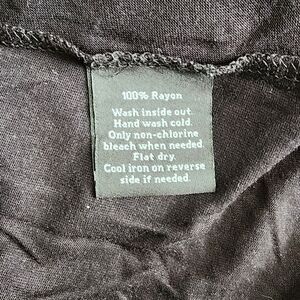 100% Rayon
Wash inside out.
Hand wash cold.
Only non-chlorine
bleach when needed.
Flat dry.
Cool iron on reverse
side if needed.